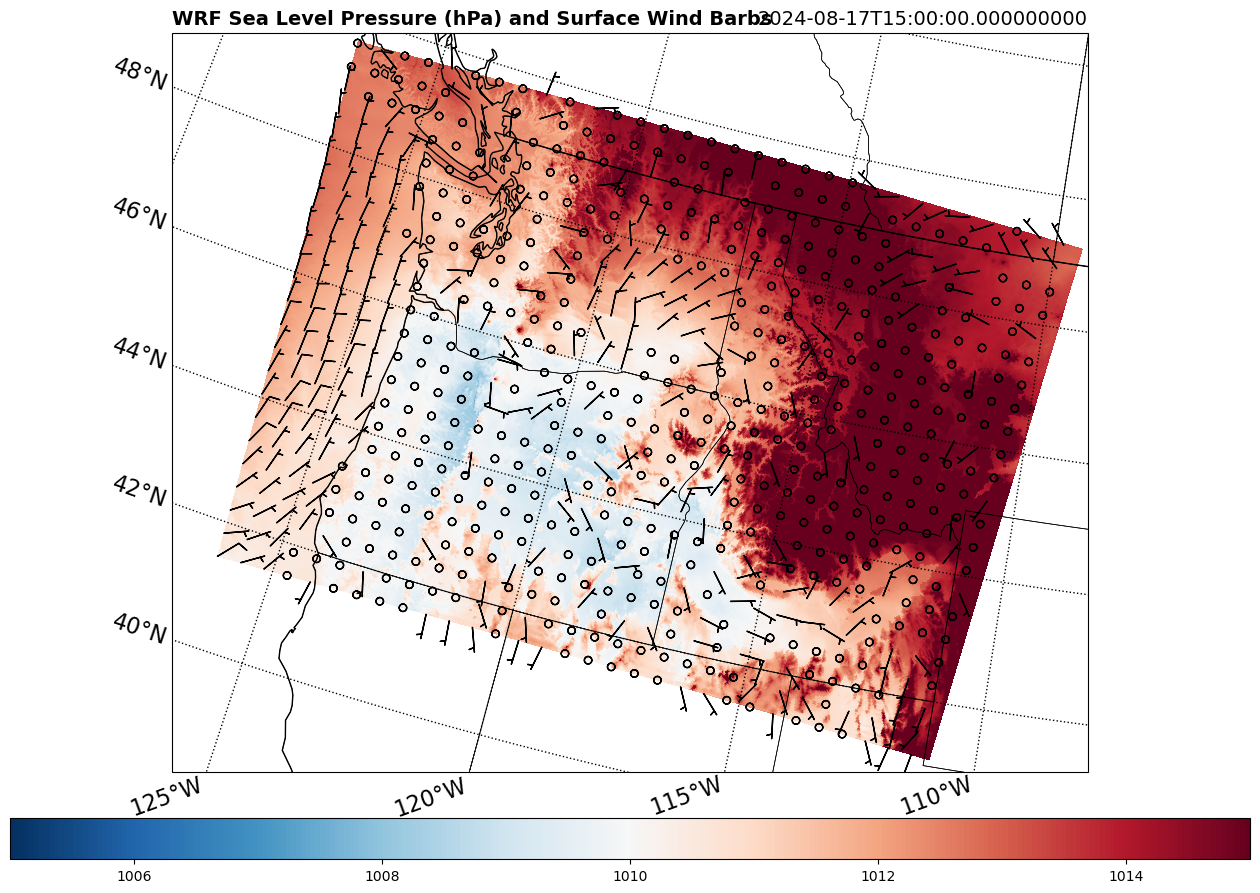 WRF Sea Level Pressure (hPa) and Surface Wind Barbs
2024-08-17T15:00:00.000000000
48°N
46°N
44°N
42°N
40°N
125°W
120°W
115°W
110°W
1006
1008
1010
1012
1014